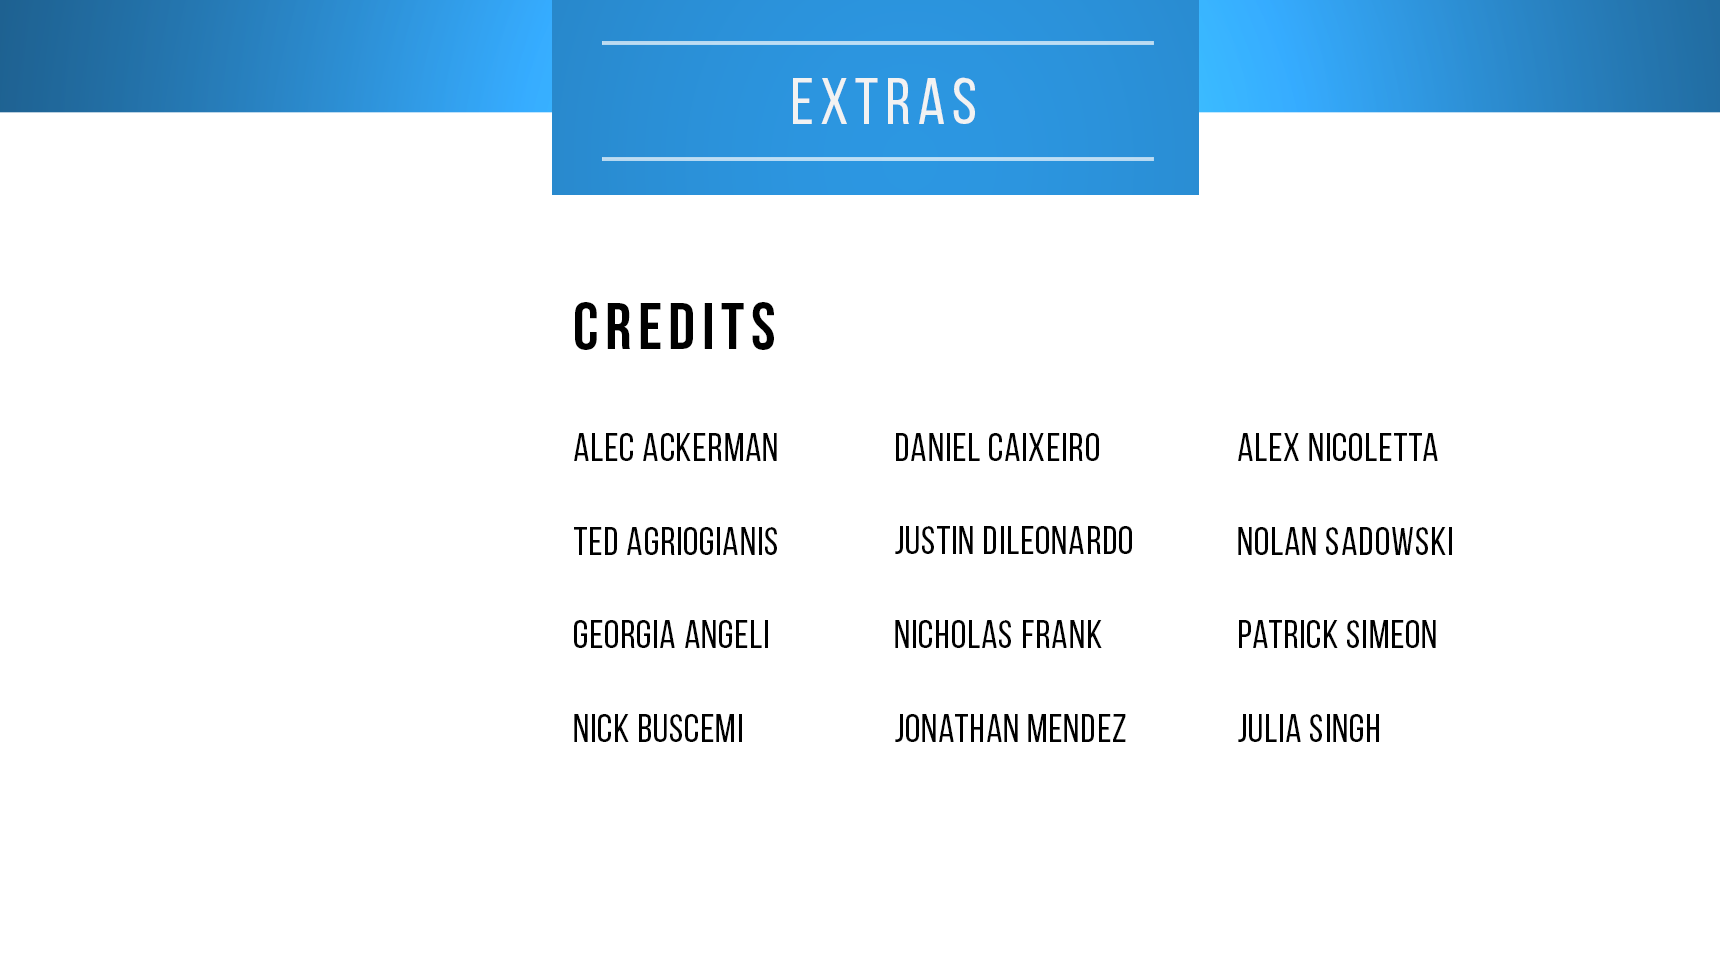 EXTRAS
CREDITS
ALEC ACKERMAN
TED AGRIOGIANIS
GEORGIA ANGELI
NICK BUSCEMI
DANIEL CAIXEIRO
JUSTIN DILEONARDO
NICHOLAS FRANK
JONATHAN MENDEZ
ALEX NICOLETTA
NOLAN SADOWSKI
PATRICK SIMEON
JULIA SINGH